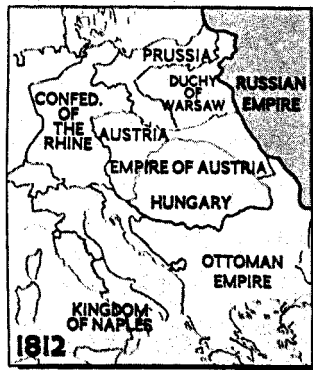 PRUSSIA
DUCHY
OF
WARSAW
RUSSIAN
EMPIRE
CONFED.
OF
THE
RHINE
AUSTRIA
EMPIRE OF AUSTRIA
HUNGARY
OTTOMAN
EMPIRE
KINGDOM
OF NAPLES
1812